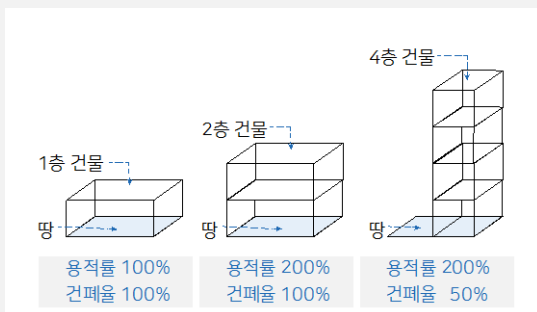 4층 건물
2층 건물
1층 건물
땅
땅
땅
용적률 100%
건폐율 100%
용적률 200%
건폐율 100%
용적률 200%
건폐율 50%